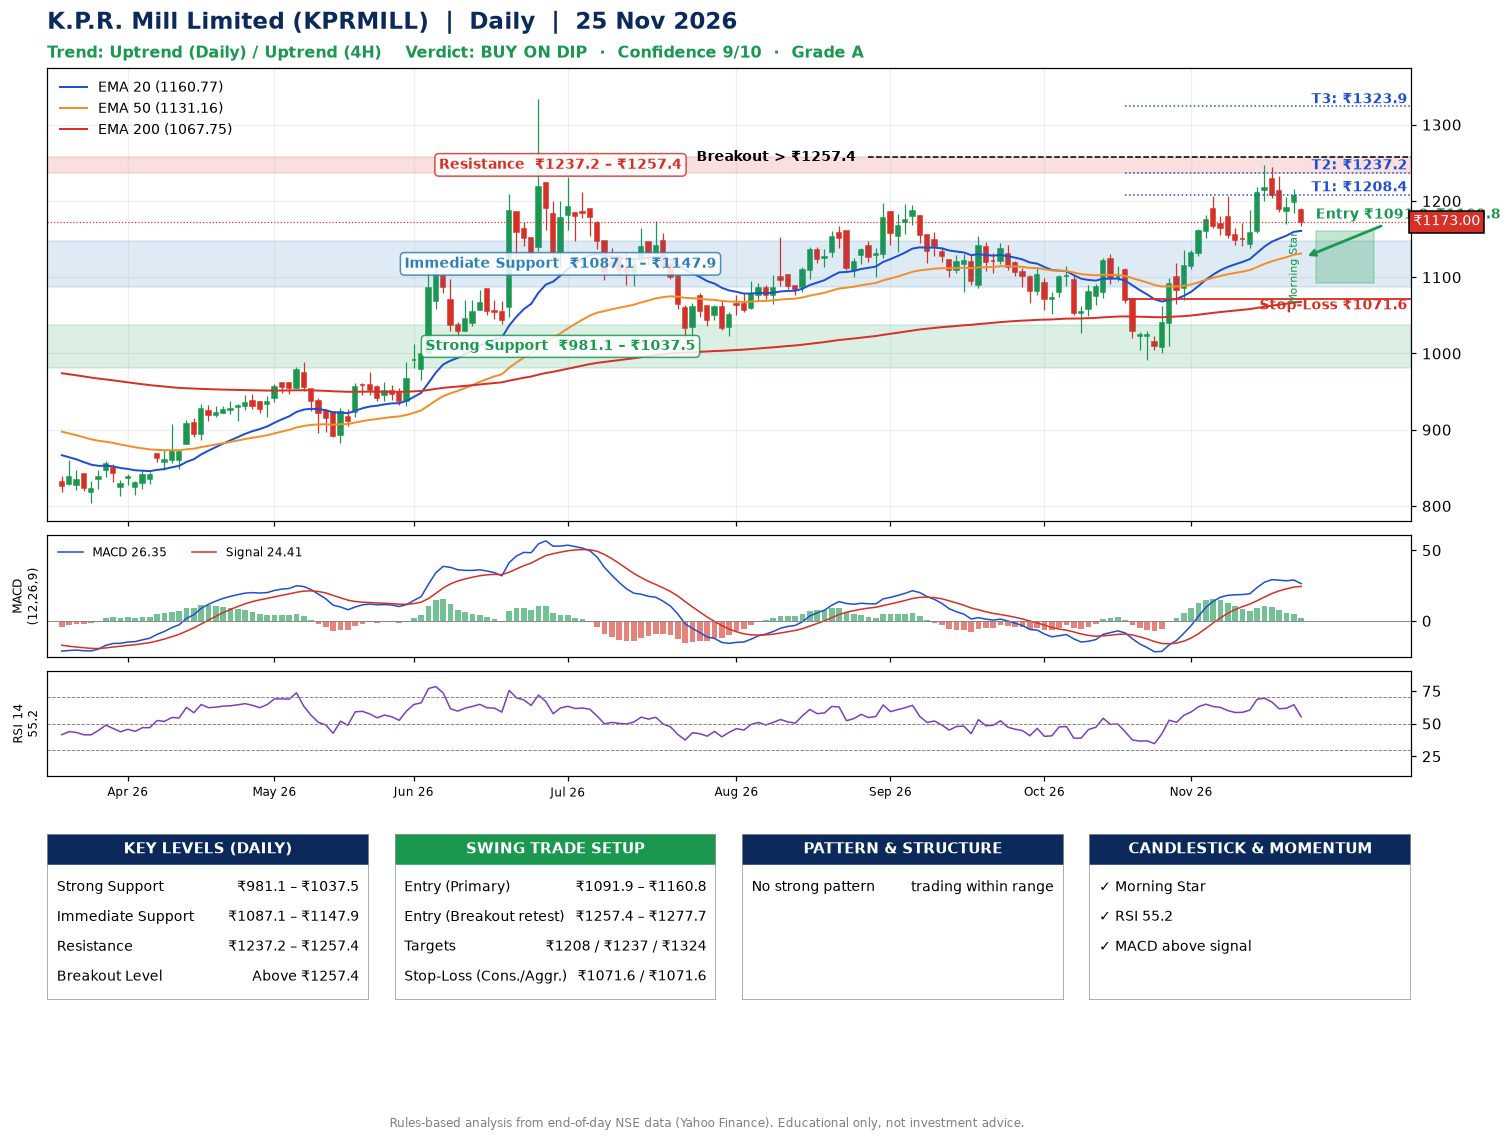 K.P.R. Mill Limited (KPRMILL) | Daily | 25 Nov 2026
Trend: Uptrend (Daily) / Uptrend (4H) Verdict: BUY ON DIP · Confidence 9/10 · Grade A
EMA 20 (1160.77)
EMA 50 (1131.16)
EMA 200 (1067.75)
T3: ₹1323.9
1300
Breakout > ₹1257.4
Resistance ₹1237.2 – ₹1257.4
T2: ₹1237.2
T1: ₹1208.4
1200
Entry ₹1091
.8
₹1173.00
Morning Star
Immediate Support ₹1087.1 – ₹1147.9
1100
Stop-Loss ₹1071.6
Strong Support ₹981.1 – ₹1037.5
1000
900
800
MACD 26.35 Signal 24.41
MACD
(12,26,9)
50
0
RSI 14
55.2
75
50
25
Apr 26 May 26 Jun 26 Jul 26 Aug 26 Sep 26 Oct 26 Nov 26
KEY LEVELS (DAILY)
Strong Support ₹981.1 – ₹1037.5
Immediate Support ₹1087.1 – ₹1147.9
Resistance ₹1237.2 – ₹1257.4
Breakout Level Above ₹1257.4
SWING TRADE SETUP
Entry (Primary) ₹1091.9 – ₹1160.8
Entry (Breakout retest) ₹1257.4 – ₹1277.7
Targets ₹1208 / ₹1237 / ₹1324
Stop-Loss (Cons./Aggr.) ₹1071.6 / ₹1071.6
PATTERN & STRUCTURE
No strong pattern trading within range
CANDLESTICK & MOMENTUM
✓ Morning Star
✓ RSI 55.2
✓ MACD above signal
Rules-based analysis from end-of-day NSE data (Yahoo Finance). Educational only, not investment advice.